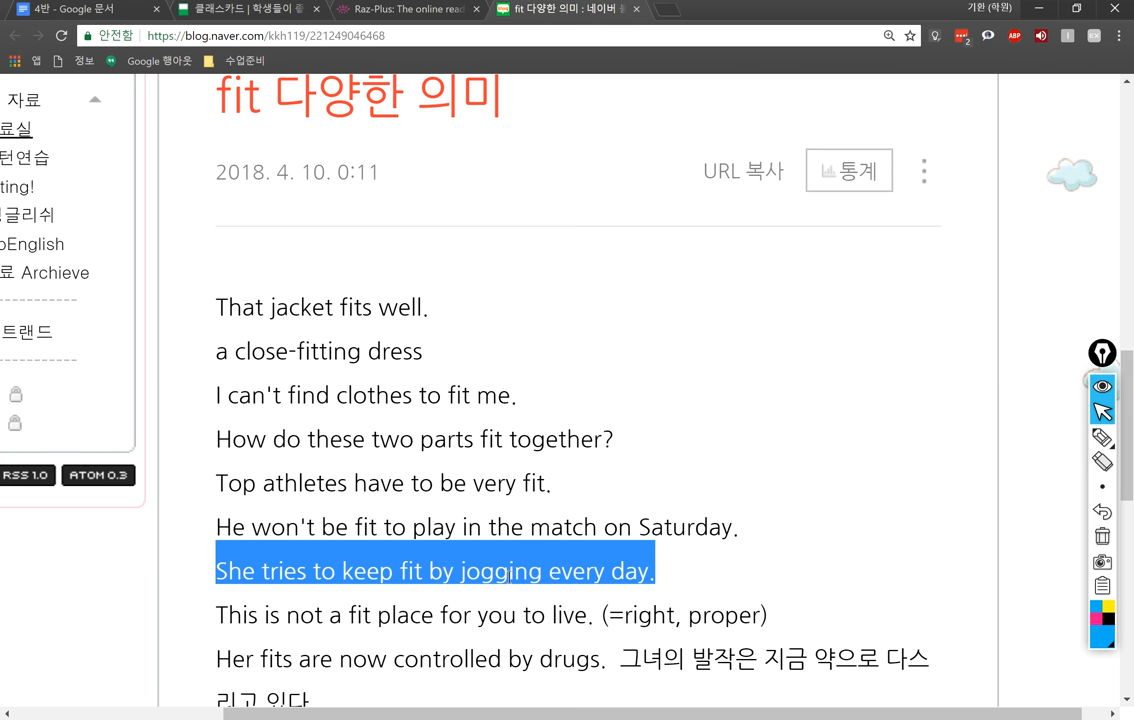 4반 - Google 문서
클래스카드 | 학생들이 좋
Raz-Plus: The online read
fit 다양한 의미 : 네이버
기환 (학원)
안전함 https://blog.naver.com/kkh119/221249046468
앱 정보 Google 행아웃 수업준비
자료
료실
턴연습
ting!
링글리쉬
pEnglish
료 Archieve
----------------
트랜드
----------------
RSS 1.0 ATOM 0.3
fit 다양한 의미
2018. 4. 10. 0:11
URL 복사 통계
That jacket fits well.
a close-fitting dress
I can't find clothes to fit me.
How do these two parts fit together?
Top athletes have to be very fit.
He won't be fit to play in the match on Saturday.
She tries to keep fit by jogging every day.
This is not a fit place for you to live. (=right, proper)
Her fits are now controlled by drugs. 그녀의 발작은 지금 약으로 다스
리고 있다